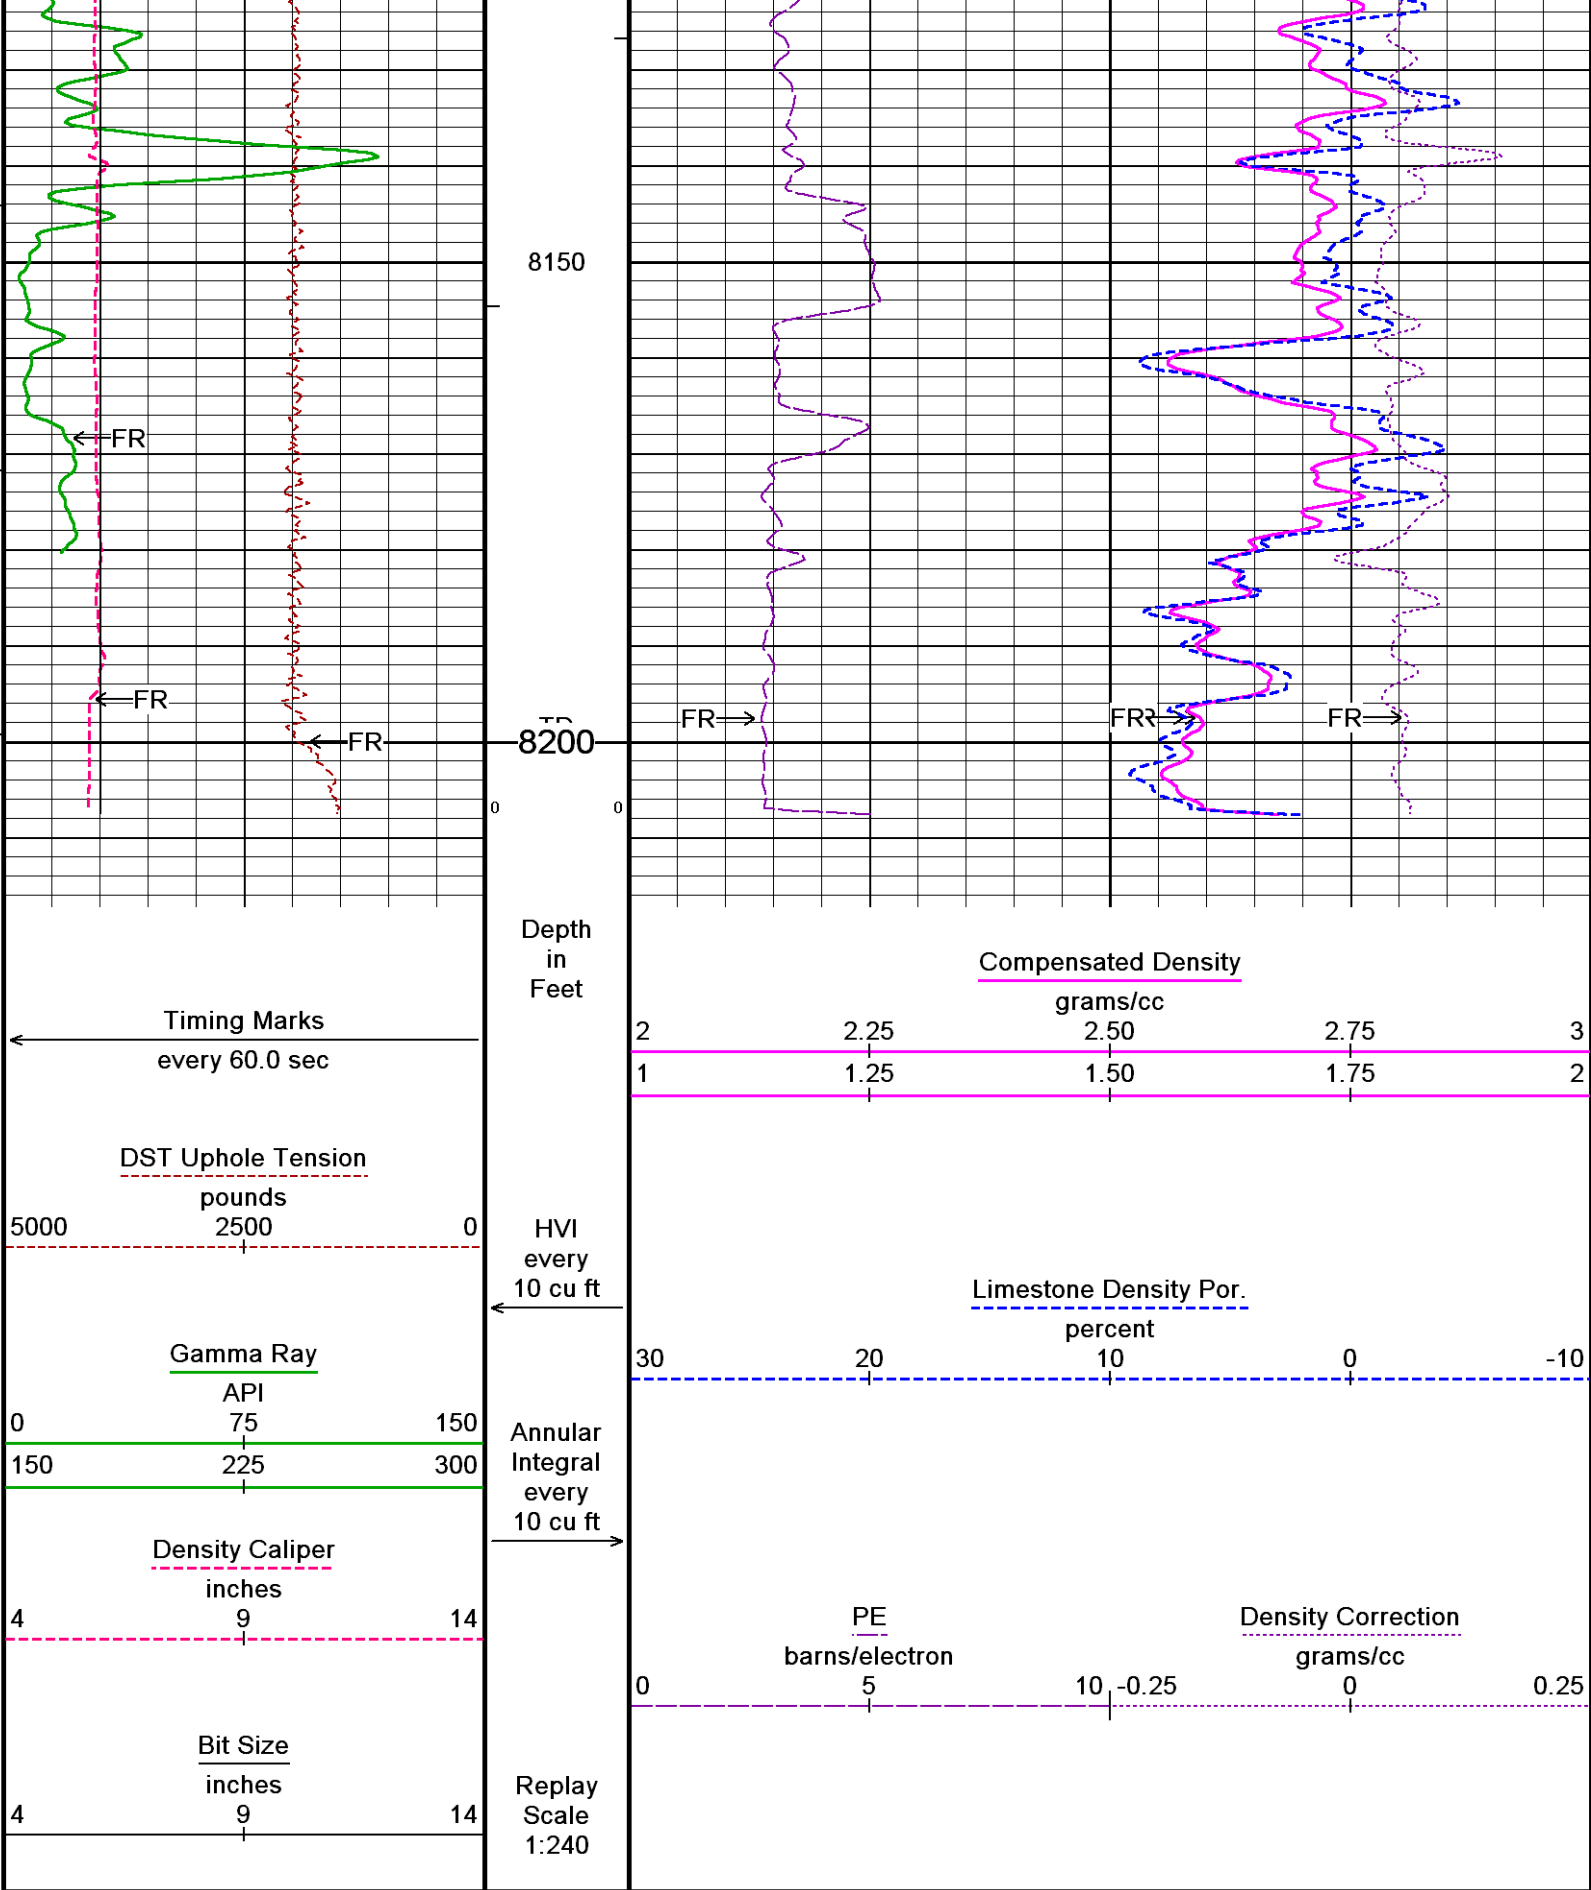 8150
FR
FR
FR
FR
FR
FR
TD
8200
0
0
Depth
in
Feet
Timing Marks
every 60.0 sec
DST Uphole Tension
pounds
5000 2500 0
HVI
every
10 cu ft
Gamma Ray
API
0 75 150
150 225 300
Annular
Integral
every
10 cu ft
Density Caliper
inches
4 9 14
Bit Size
inches
4 9 14
Replay
Scale
1:240
Compensated Density
grams/cc
2 2.25 2.50 2.75 3
1 1.25 1.50 1.75 2
Limestone Density Por.
percent
30 20 10 0 -10
PE
barns/electron
0 5 10
Density Correction
grams/cc
-0.25 0 0.25